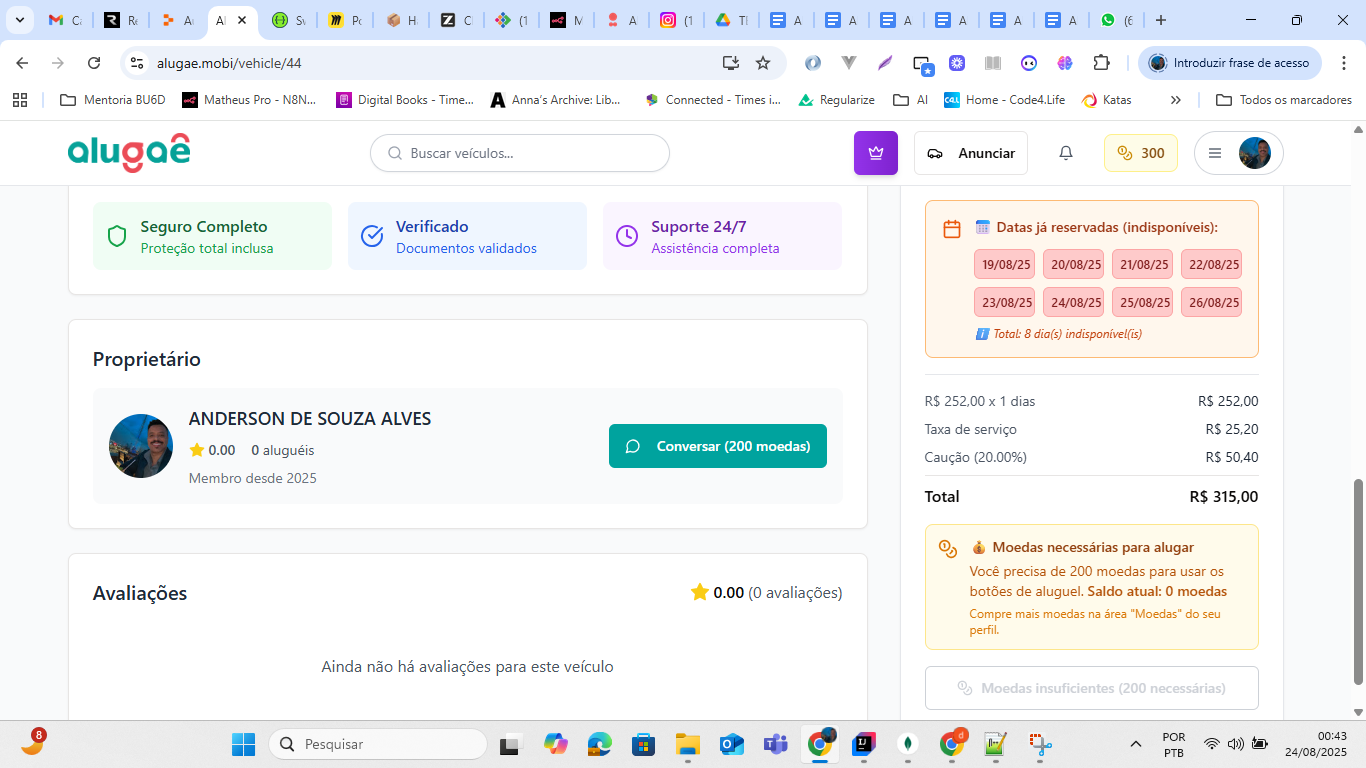 Ca
Re
Ac
Al
Sv
Po
H
C
(1
M
A
(1
Tl
A
A
A
A
A
A
(6
alugae.mobi/vehicle/44
Introduzir frase de acesso
Mentoria BU6D
Matheus Pro - N8N...
Digital Books - Time...
Anna's Archive: Lib...
Connected - Times i...
Regularize
AI
Home - Code4.Life
Katas
Todos os marcadores
alugaê
Buscar veículos...
Anunciar
300
Seguro Completo
Proteção total inclusa
Verificado
Documentos validados
Suporte 24/7
Assistência completa
Proprietário
ANDERSON DE SOUZA ALVES
0.00 0 aluguéis
Membro desde 2025
Conversar (200 moedas)
Avaliações
0.00 (0 avaliações)
Ainda não há avaliações para este veículo
Datas já reservadas (indisponíveis):
19/08/25 20/08/25 21/08/25 22/08/25
23/08/25 24/08/25 25/08/25 26/08/25
Total: 8 dia(s) indisponível(is)
R$ 252,00 x 1 dias R$ 252,00
Taxa de serviço R$ 25,20
Caução (20.00%) R$ 50,40
Total R$ 315,00
Moedas necessárias para alugar
Você precisa de 200 moedas para usar os
botões de aluguel. Saldo atual: 0 moedas
Compre mais moedas na área "Moedas" do seu
perfil.
Moedas insuficientes (200 necessárias)
8
Pesquisar
POR
PTB
00:43
24/08/2025